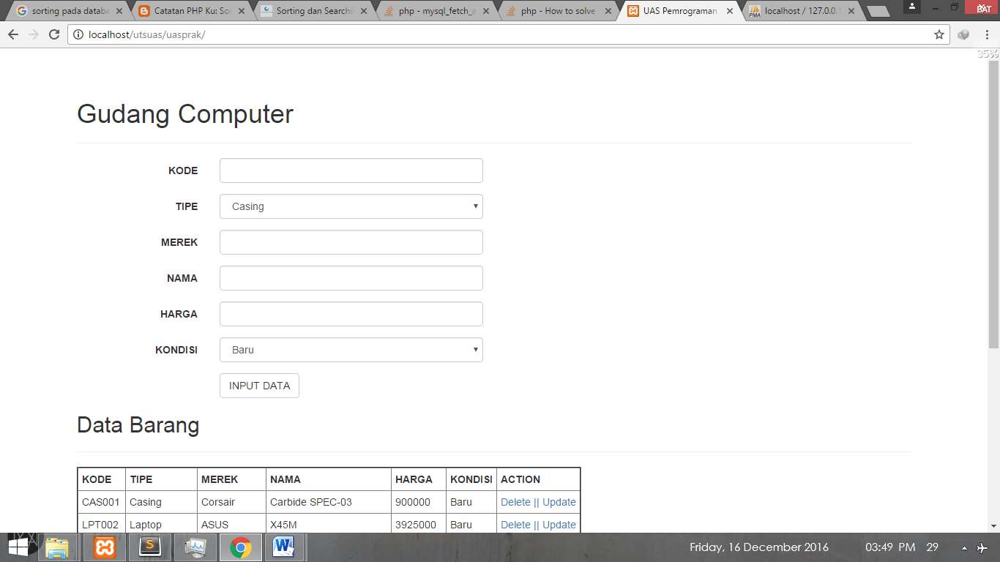 sorting pada databa
Catatan PHP Ku: Soc
Sorting dan Searchin
php - mysql_fetch_a
php - How to solve
UAS Pemrograman
localhost / 127.0.0.1
BAT
localhost/utsuas/uasprak/
35%
Gudang Computer
KODE
TIPE Casing
MEREK
NAMA
HARGA
KONDISI Baru
INPUT DATA
Data Barang
KODE TIPE MEREK NAMA HARGA KONDISI ACTION
CAS001 Casing Corsair Carbide SPEC-03 900000 Baru Delete || Update
LPT002 Laptop ASUS X45M 3925000 Baru Delete || Update
Friday, 16 December 2016 03:49 PM 29